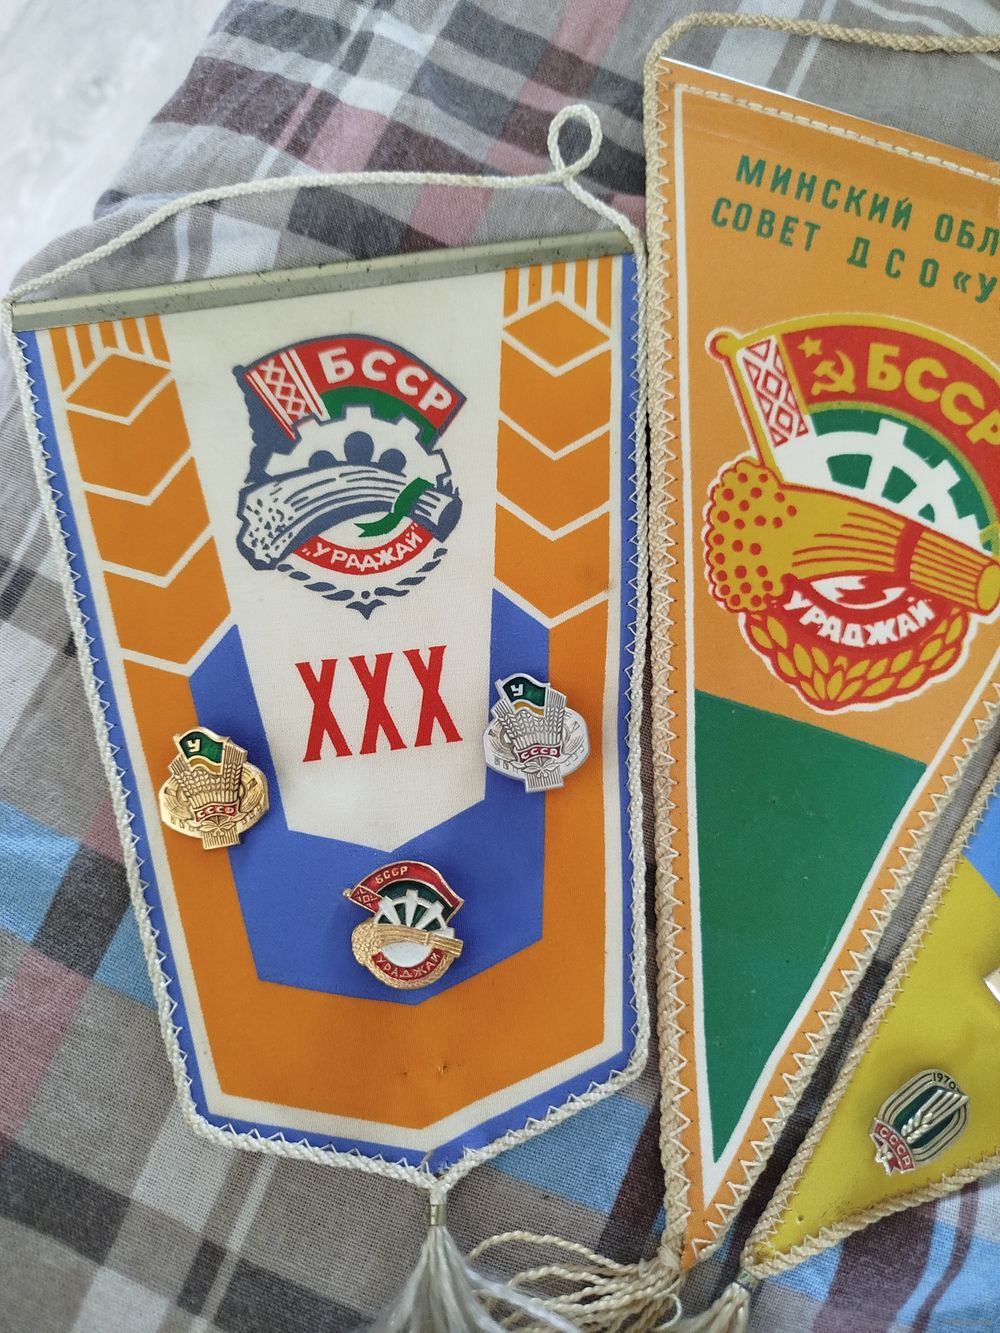 БССР
„УРАДЖАЙ"
XXX
У
СССР
У
СССР
БССР
УРАДЖАЙ
МИНСКИЙ ОБЛ
СОВЕТ ДСО «У
БССР
УРАДЖАЙ
1970
СССР